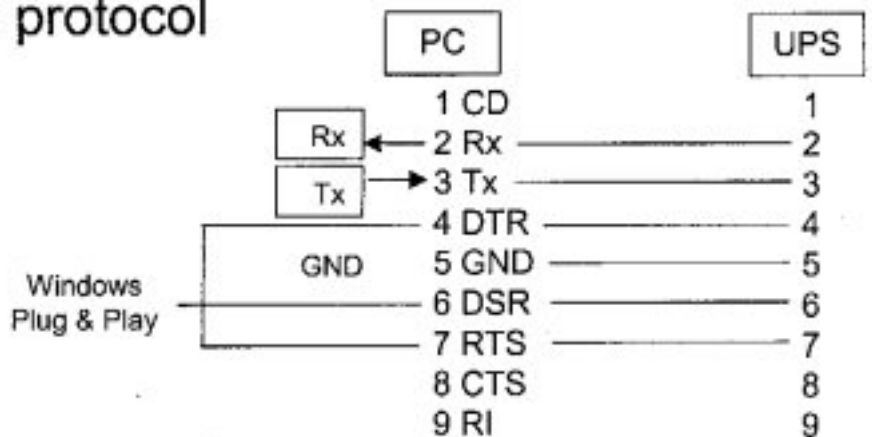 protocol
PC UPS
1 CD 1
Rx 2 Rx 2
Tx 3 Tx 3
4 DTR 4
GND 5 GND 5
Windows
Plug & Play
6 DSR 6
7 RTS 7
8 CTS 8
9 RI 9